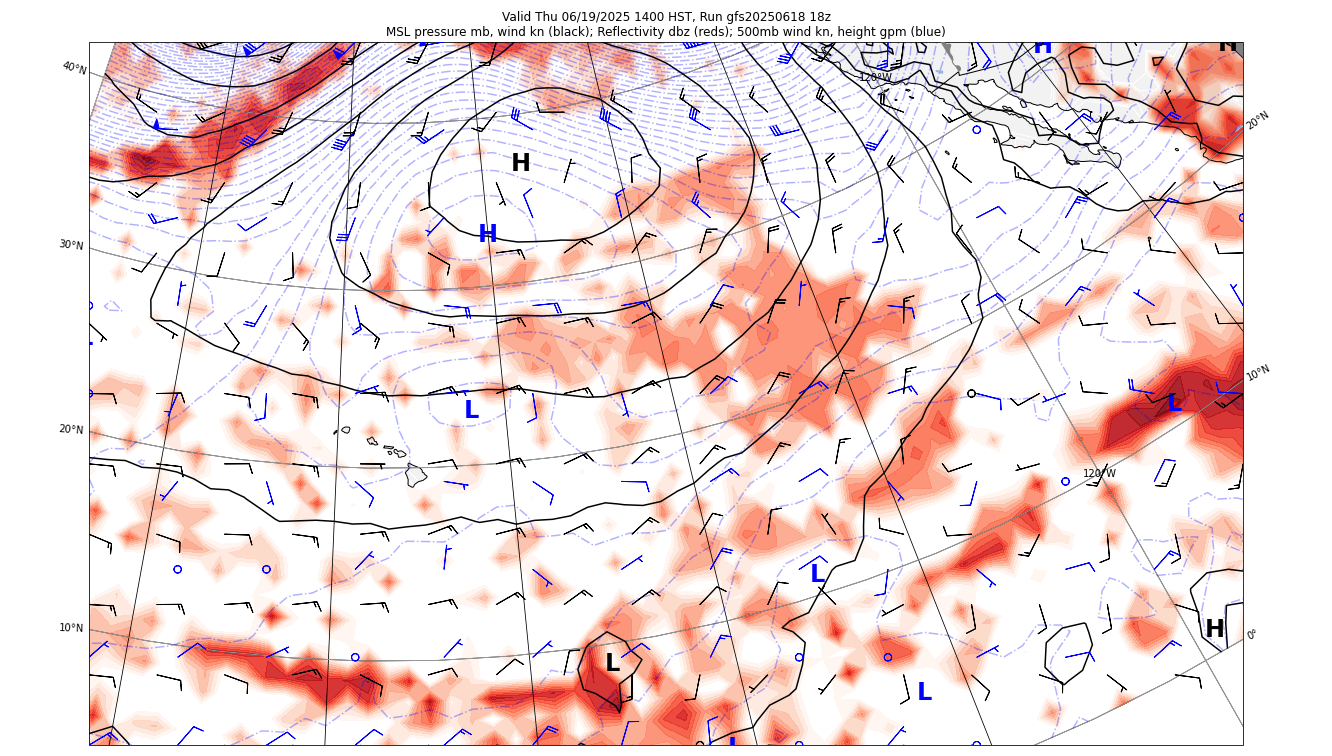 Valid Thu 06/19/2025 1400 HST, Run gfs20250618 18z
MSL pressure mb, wind kn (black); Reflectivity dbz (reds); 500mb wind kn, height gpm (blue)
H
H
40°N
120°W
20°N
H
H
30°N
10°N
L
L
20°N
120°W
L
10°N
H
0°
L
L
L